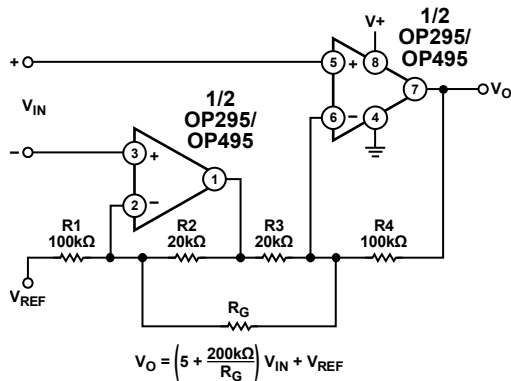 1/2
OP295/
OP495
V+
+
5
+
8
7
VO
VIN
6
–
4
1/2
OP295/
OP495
–
3
+
1
2
–
R1
100kΩ
R2
20kΩ
R3
20kΩ
R4
100kΩ
VREF
RG
VO = (5 + 200kΩ/RG) VIN + VREF